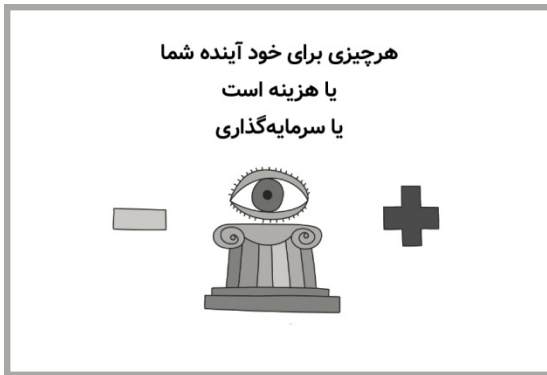 هرچیزی برای خود آینده شما
یا هزینه است
یا سرمایه‌گذاری